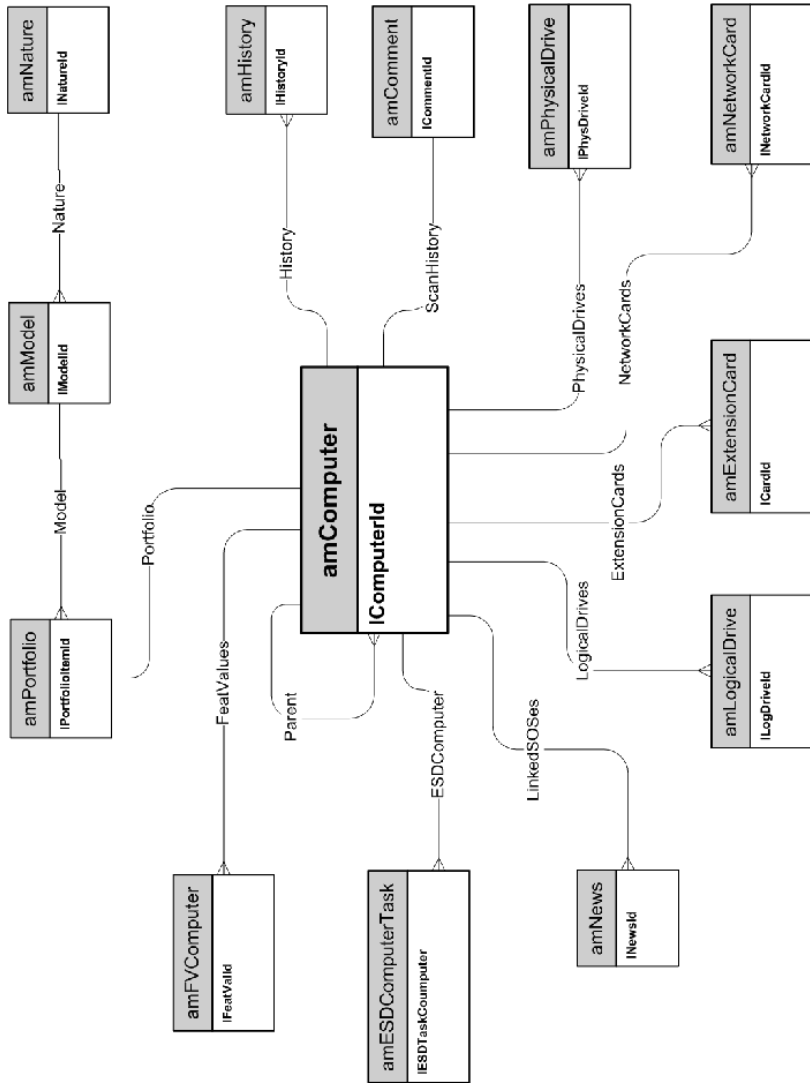 amPortfolio
lPortfolioItemId
Model
amModel
lModelId
Nature
amNature
lNatureId
Portfolio
amFVComputer
lFeatValId
FeatValues
amHistory
lHistoryId
History
Parent
amComputer
lComputerId
amComment
lCommentId
ScanHistory
amESDComputerTask
lESDTaskCoumputer
ESDComputer
amPhysicalDrive
lPhysDriveId
PhysicalDrives
LinkedSOSes
amNews
lNewsId
LogicalDrives
ExtensionCards
NetworkCards
amLogicalDrive
lLogDriveId
amExtensionCard
lCardId
amNetworkCard
lNetworkCardId